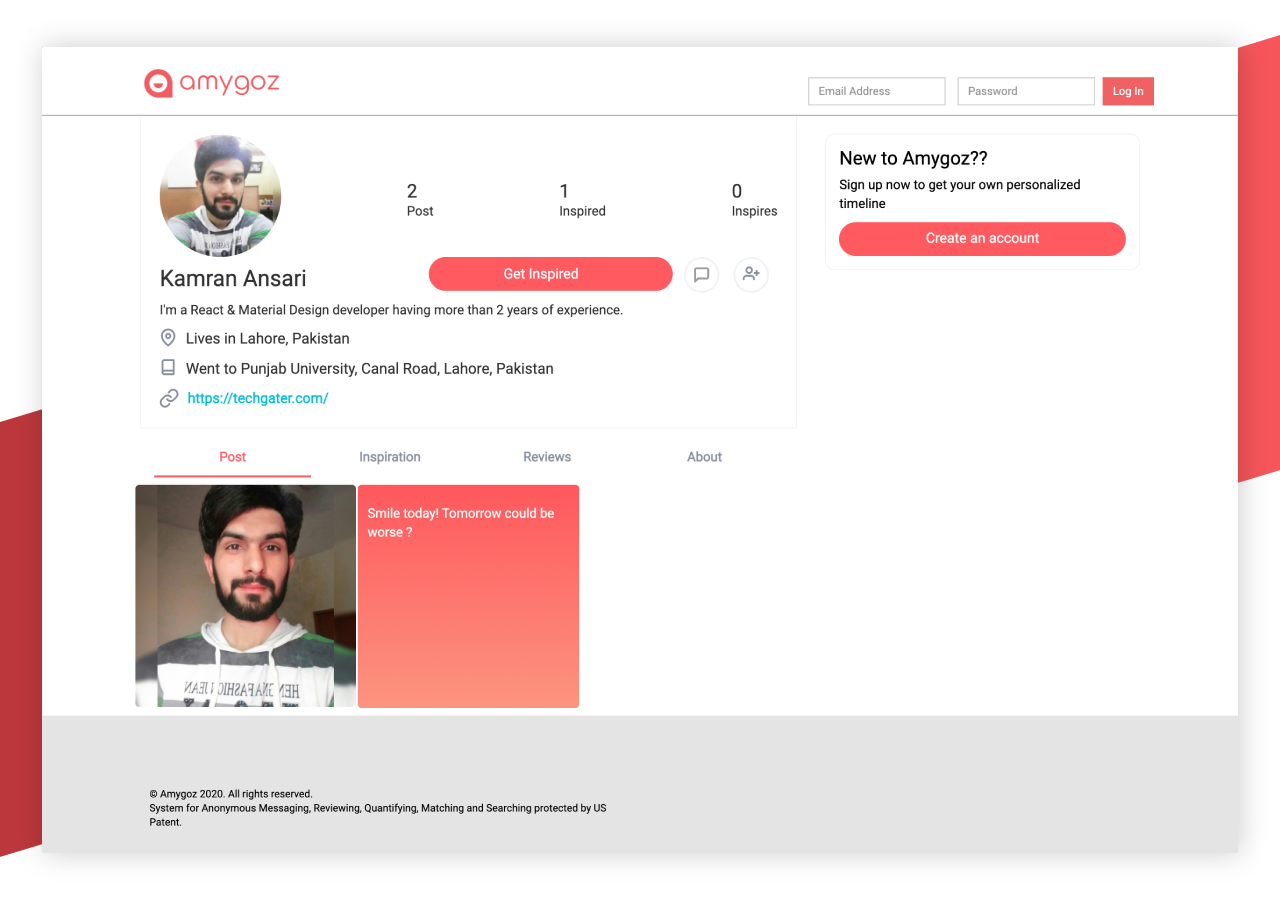 amygoz
Email Address
Password
Log In
2
Post
1
Inspired
0
Inspires
New to Amygoz??
Sign up now to get your own personalized
timeline
Create an account
Kamran Ansari
Get Inspired
I'm a React & Material Design developer having more than 2 years of experience.
Lives in Lahore, Pakistan
Went to Punjab University, Canal Road, Lahore, Pakistan
https://techgater.com/
Post
Inspiration
Reviews
About
Smile today! Tomorrow could be
worse ?
© Amygoz 2020. All rights reserved.
System for Anonymous Messaging, Reviewing, Quantifying, Matching and Searching protected by US
Patent.